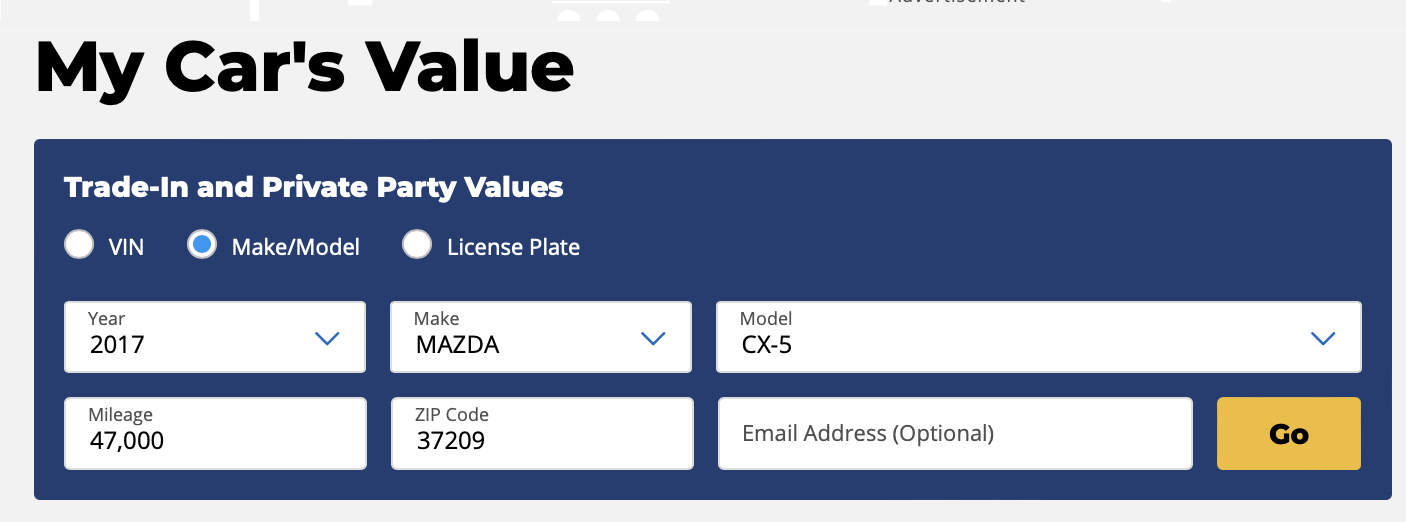 Advertisement
My Car's Value
Trade-In and Private Party Values
VIN Make/Model License Plate
Year Make Model
2017 MAZDA CX-5
Mileage ZIP Code
47,000 37209 Email Address (Optional) Go